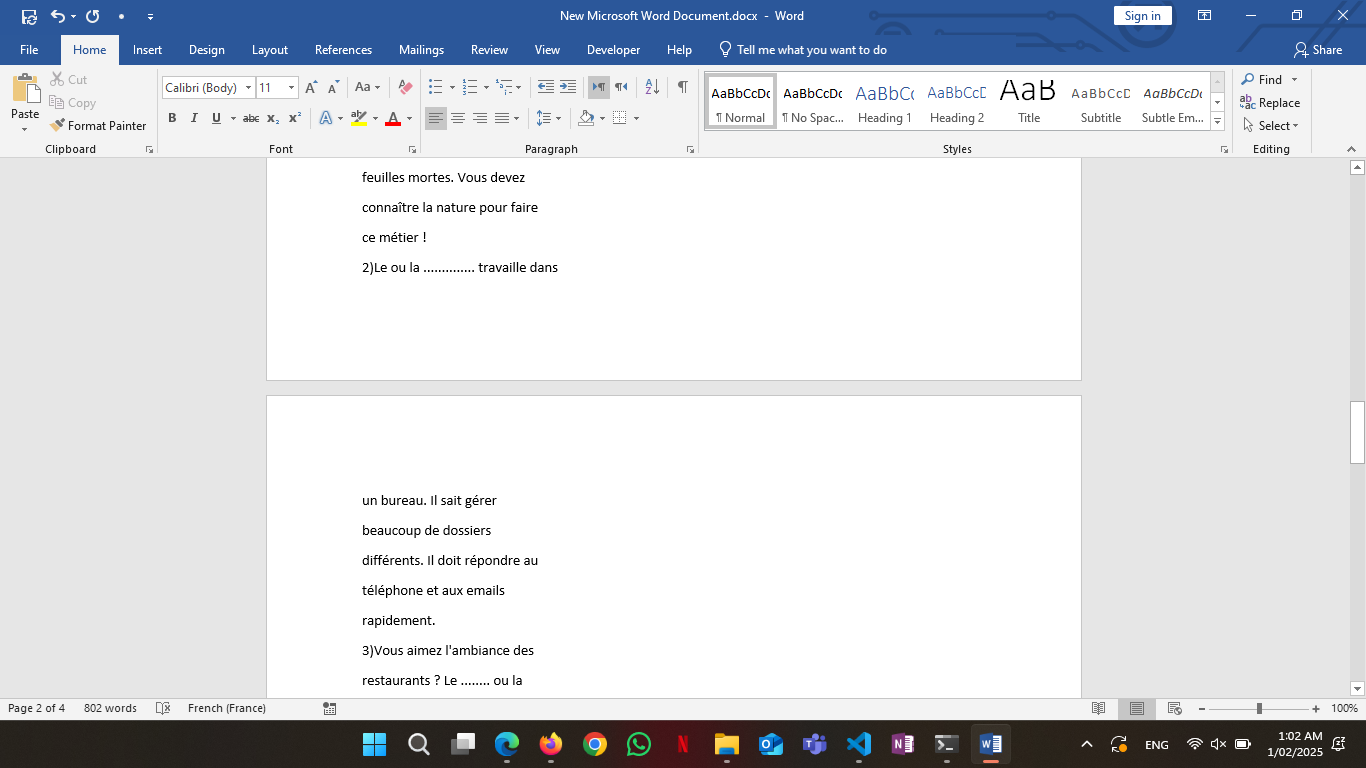 New Microsoft Word Document.docx - Word
Sign in
File Home Insert Design Layout References Mailings Review View Developer Help Tell me what you want to do Share
Paste
Cut
Copy
Format Painter
Clipboard
Calibri (Body) 11
Font
Paragraph
AaBbCcDc AaBbCcDc AaBbCc AaBbCcD AaB AaBbCcD AaBbCcDc
¶ Normal ¶ No Spac... Heading 1 Heading 2 Title Subtitle Subtle Em...
Styles
Find
Replace
Select
Editing
feuilles mortes. Vous devez
connaître la nature pour faire
ce métier !
2)Le ou la .............. travaille dans
un bureau. Il sait gérer
beaucoup de dossiers
différents. Il doit répondre au
téléphone et aux emails
rapidement.
3)Vous aimez l'ambiance des
restaurants ? Le ........ ou la
Page 2 of 4 802 words French (France) 100%
ENG
1:02 AM
1/02/2025